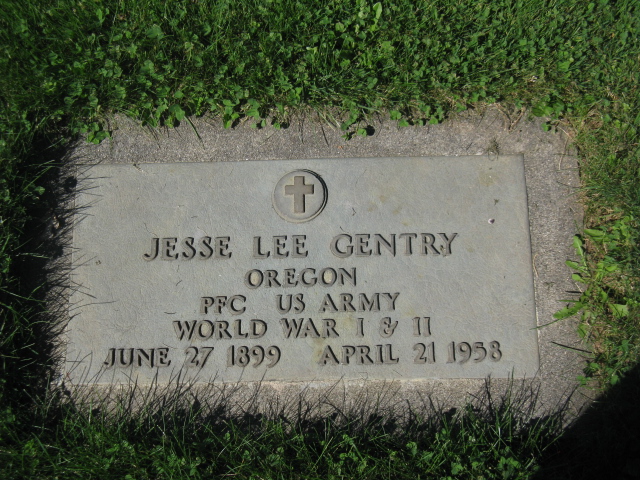 JESSE LEE GENTRY
OREGON
PFC US ARMY
WORLD WAR I & II
JUNE 27 1899 APRIL 21 1958